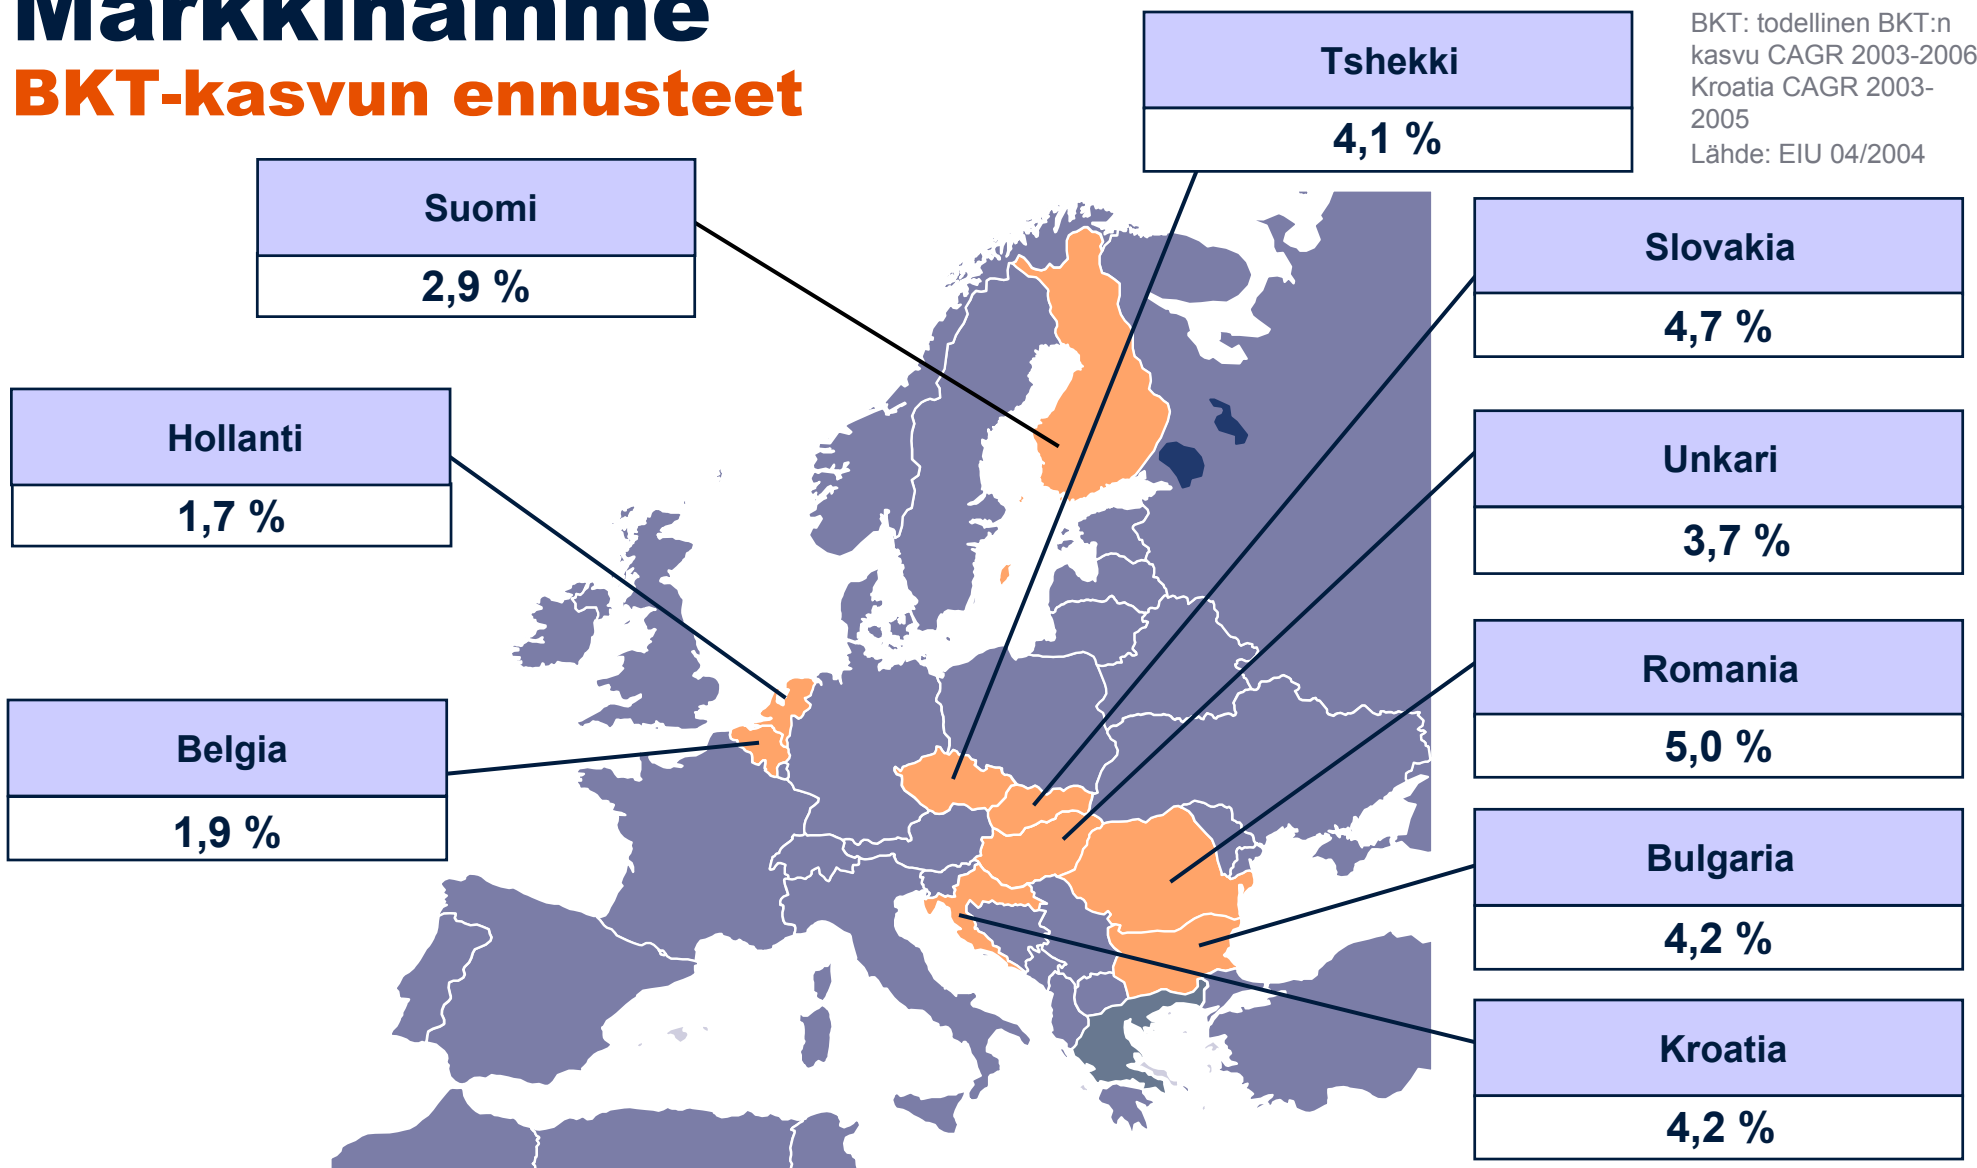 Markkinamme
BKT-kasvun ennusteet
BKT: todellinen BKT:n
kasvu CAGR 2003-2006
Kroatia CAGR 2003-
2005
Lähde: EIU 04/2004
Tshekki
4,1 %
Suomi
2,9 %
Slovakia
4,7 %
Hollanti
1,7 %
Unkari
3,7 %
Romania
5,0 %
Belgia
1,9 %
Bulgaria
4,2 %
Kroatia
4,2 %